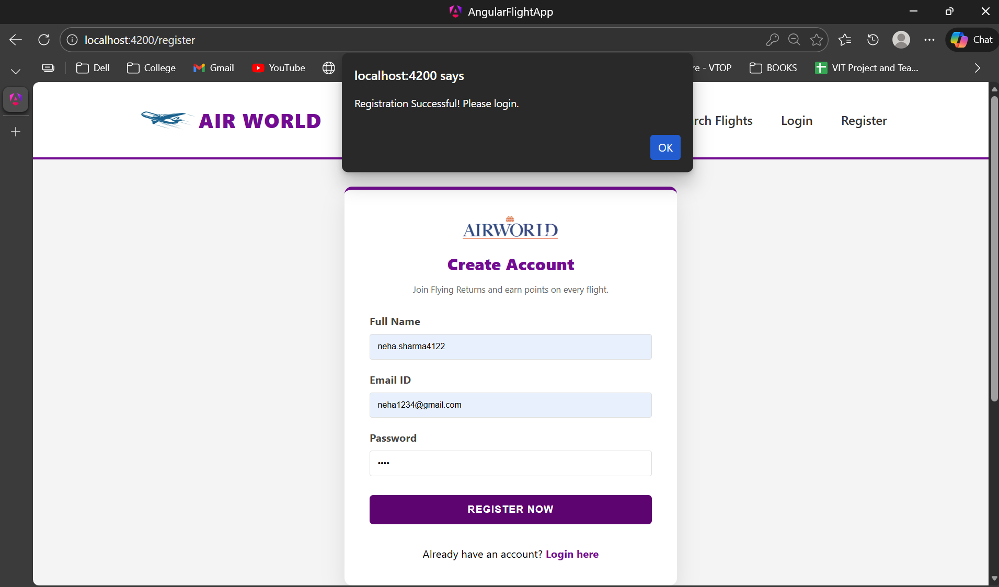 AngularFlightApp
localhost:4200/register
Chat
Dell
College
Gmail
YouTube
re - VTOP
BOOKS
VIT Project and Tea...
localhost:4200 says
Registration Successful! Please login.
OK
AIR WORLD
rch Flights
Login
Register
AIRWORLD
Create Account
Join Flying Returns and earn points on every flight.
Full Name
neha.sharma4122
Email ID
neha1234@gmail.com
Password
••••
REGISTER NOW
Already have an account? Login here